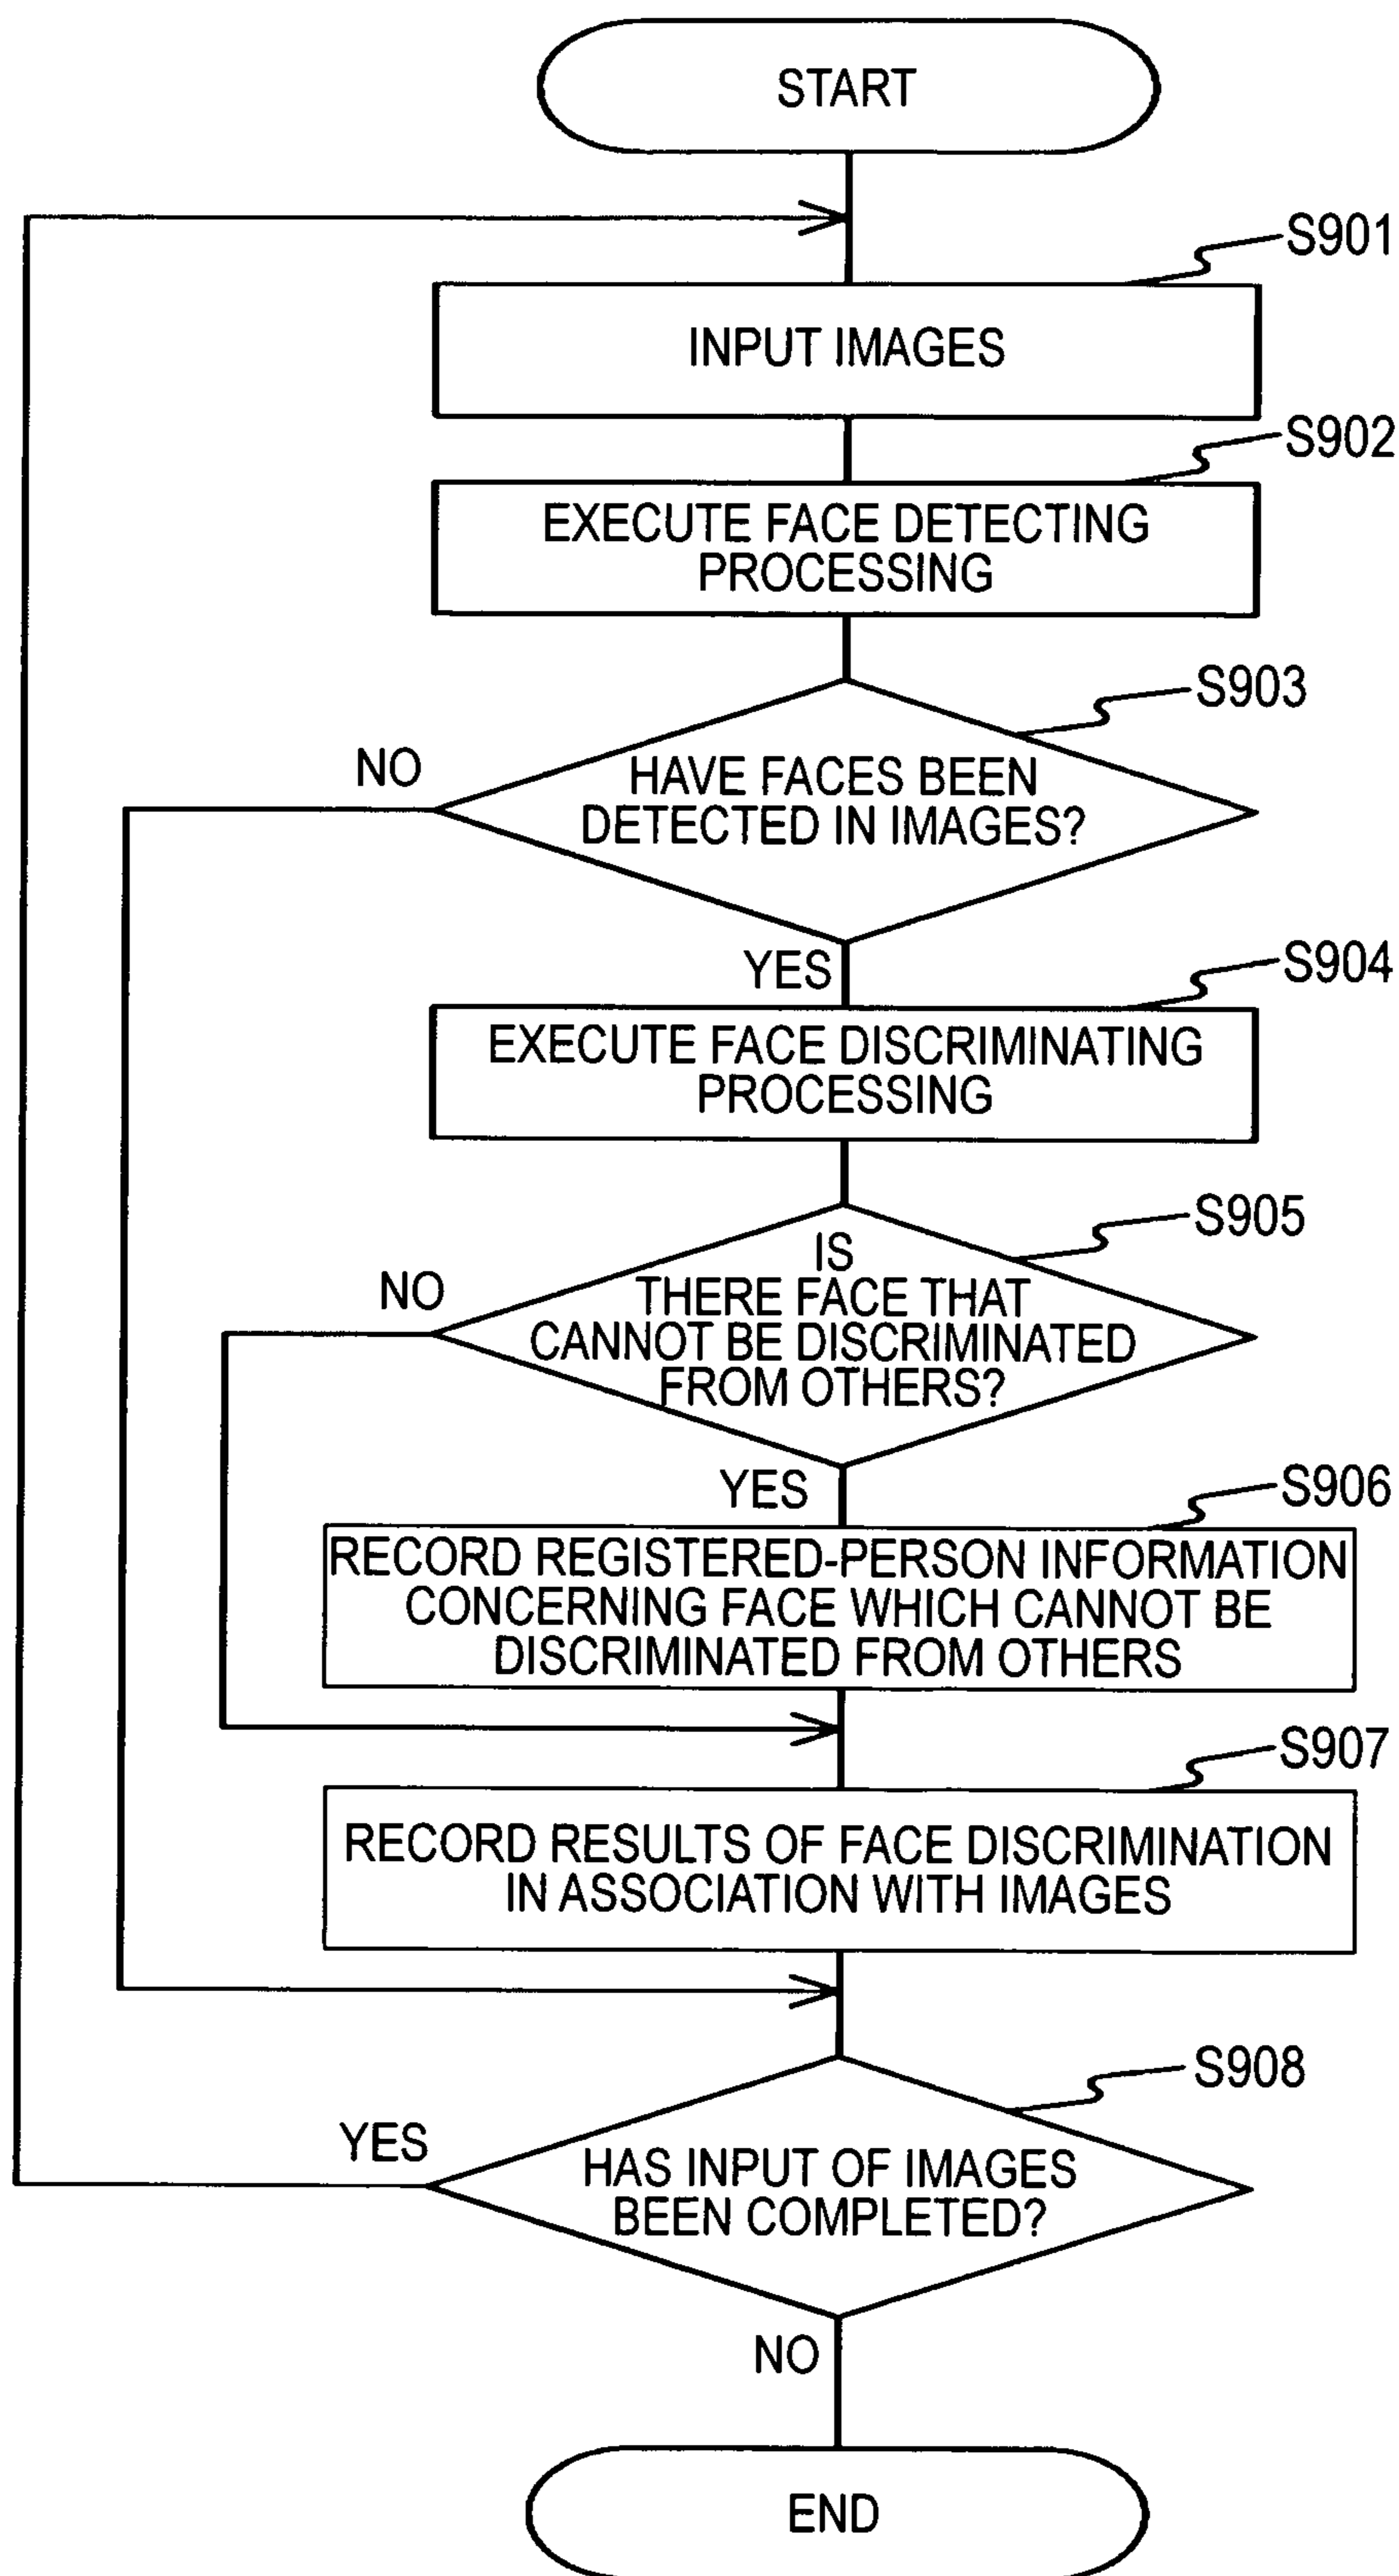 START
S901
INPUT IMAGES
S902
EXECUTE FACE DETECTING
PROCESSING
S903
NO
HAVE FACES BEEN
DETECTED IN IMAGES?
YES
S904
EXECUTE FACE DISCRIMINATING
PROCESSING
S905
NO
IS
THERE FACE THAT
CANNOT BE DISCRIMINATED
FROM OTHERS?
YES
S906
RECORD REGISTERED-PERSON INFORMATION
CONCERNING FACE WHICH CANNOT BE
DISCRIMINATED FROM OTHERS
S907
RECORD RESULTS OF FACE DISCRIMINATION
IN ASSOCIATION WITH IMAGES
S908
YES
HAS INPUT OF IMAGES
BEEN COMPLETED?
NO
END